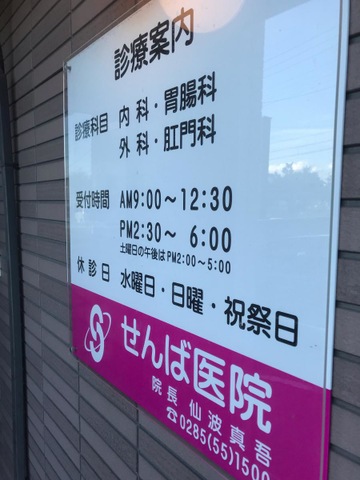 診療案内
診療科目 内科・胃腸科
外科・肛門科
受付時間 AM9:00～12:30
PM2:30～ 6:00
土曜日の午後はPM2:00～5:00
休診日 水曜日・日曜・祝祭日
せんば医院
院長 仙波真吾
☎0285(55)1500